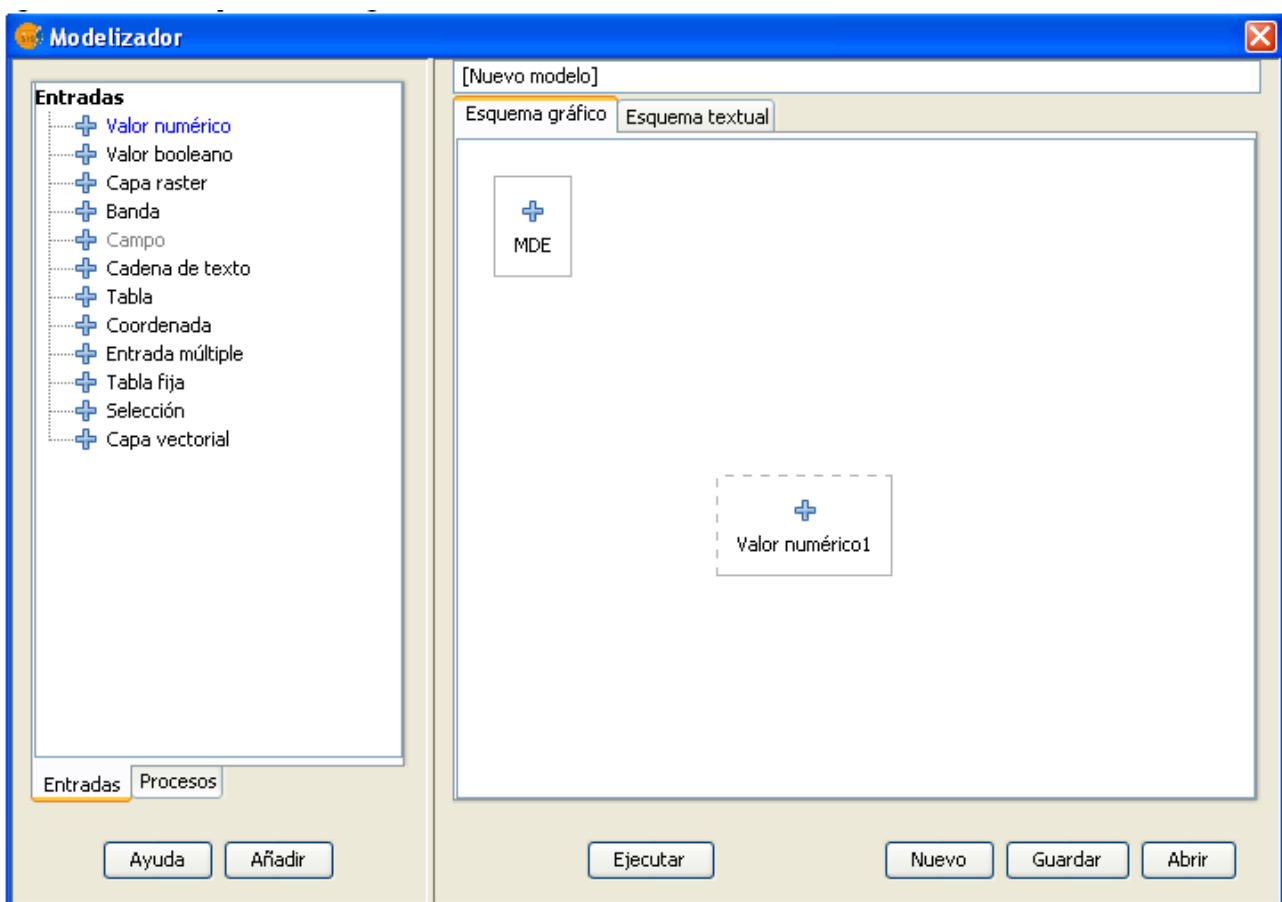 Modelizador
Entradas
Valor numérico
Valor booleano
Capa raster
Banda
Campo
Cadena de texto
Tabla
Coordenada
Entrada múltiple
Tabla fija
Selección
Capa vectorial
Entradas
Procesos
Ayuda
Añadir
[Nuevo modelo]
Esquema gráfico
Esquema textual
MDE
Valor numérico1
Ejecutar
Nuevo
Guardar
Abrir